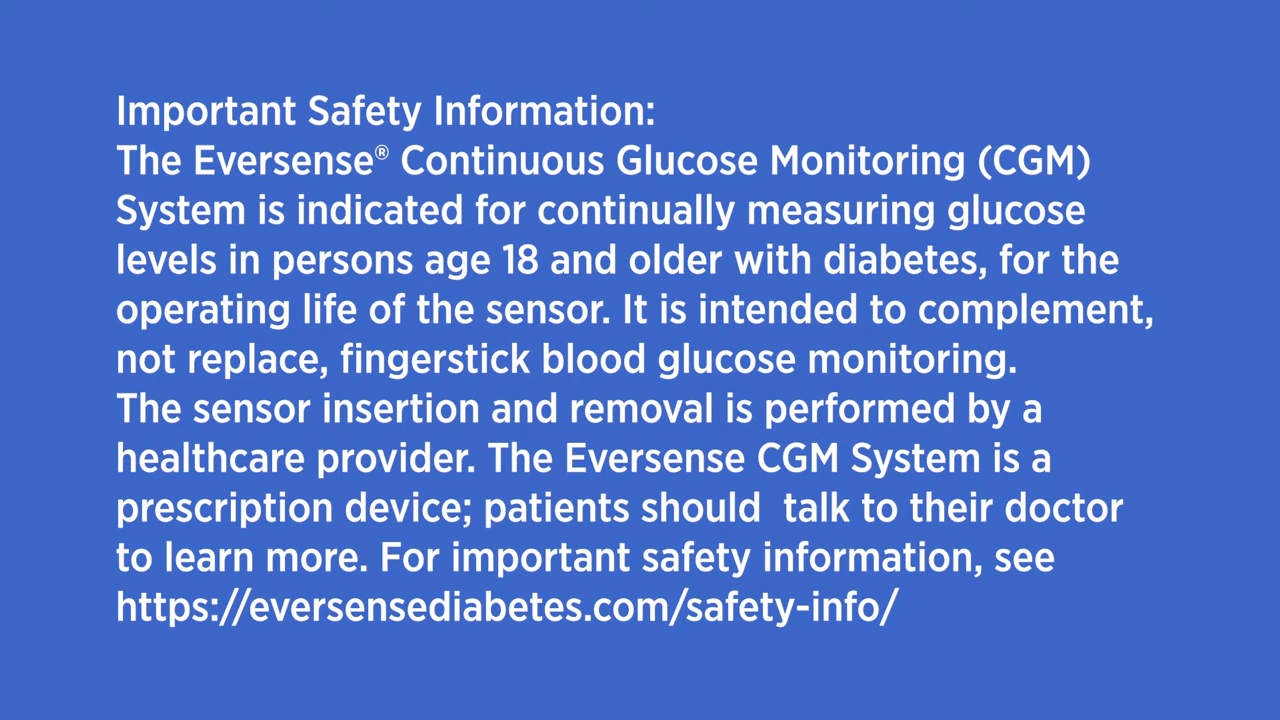 Important Safety Information:
The Eversense® Continuous Glucose Monitoring (CGM)
System is indicated for continually measuring glucose
levels in persons age 18 and older with diabetes, for the
operating life of the sensor. It is intended to complement,
not replace, fingerstick blood glucose monitoring.
The sensor insertion and removal is performed by a
healthcare provider. The Eversense CGM System is a
prescription device; patients should  talk to their doctor
to learn more. For important safety information, see
https://eversensediabetes.com/safety-info/